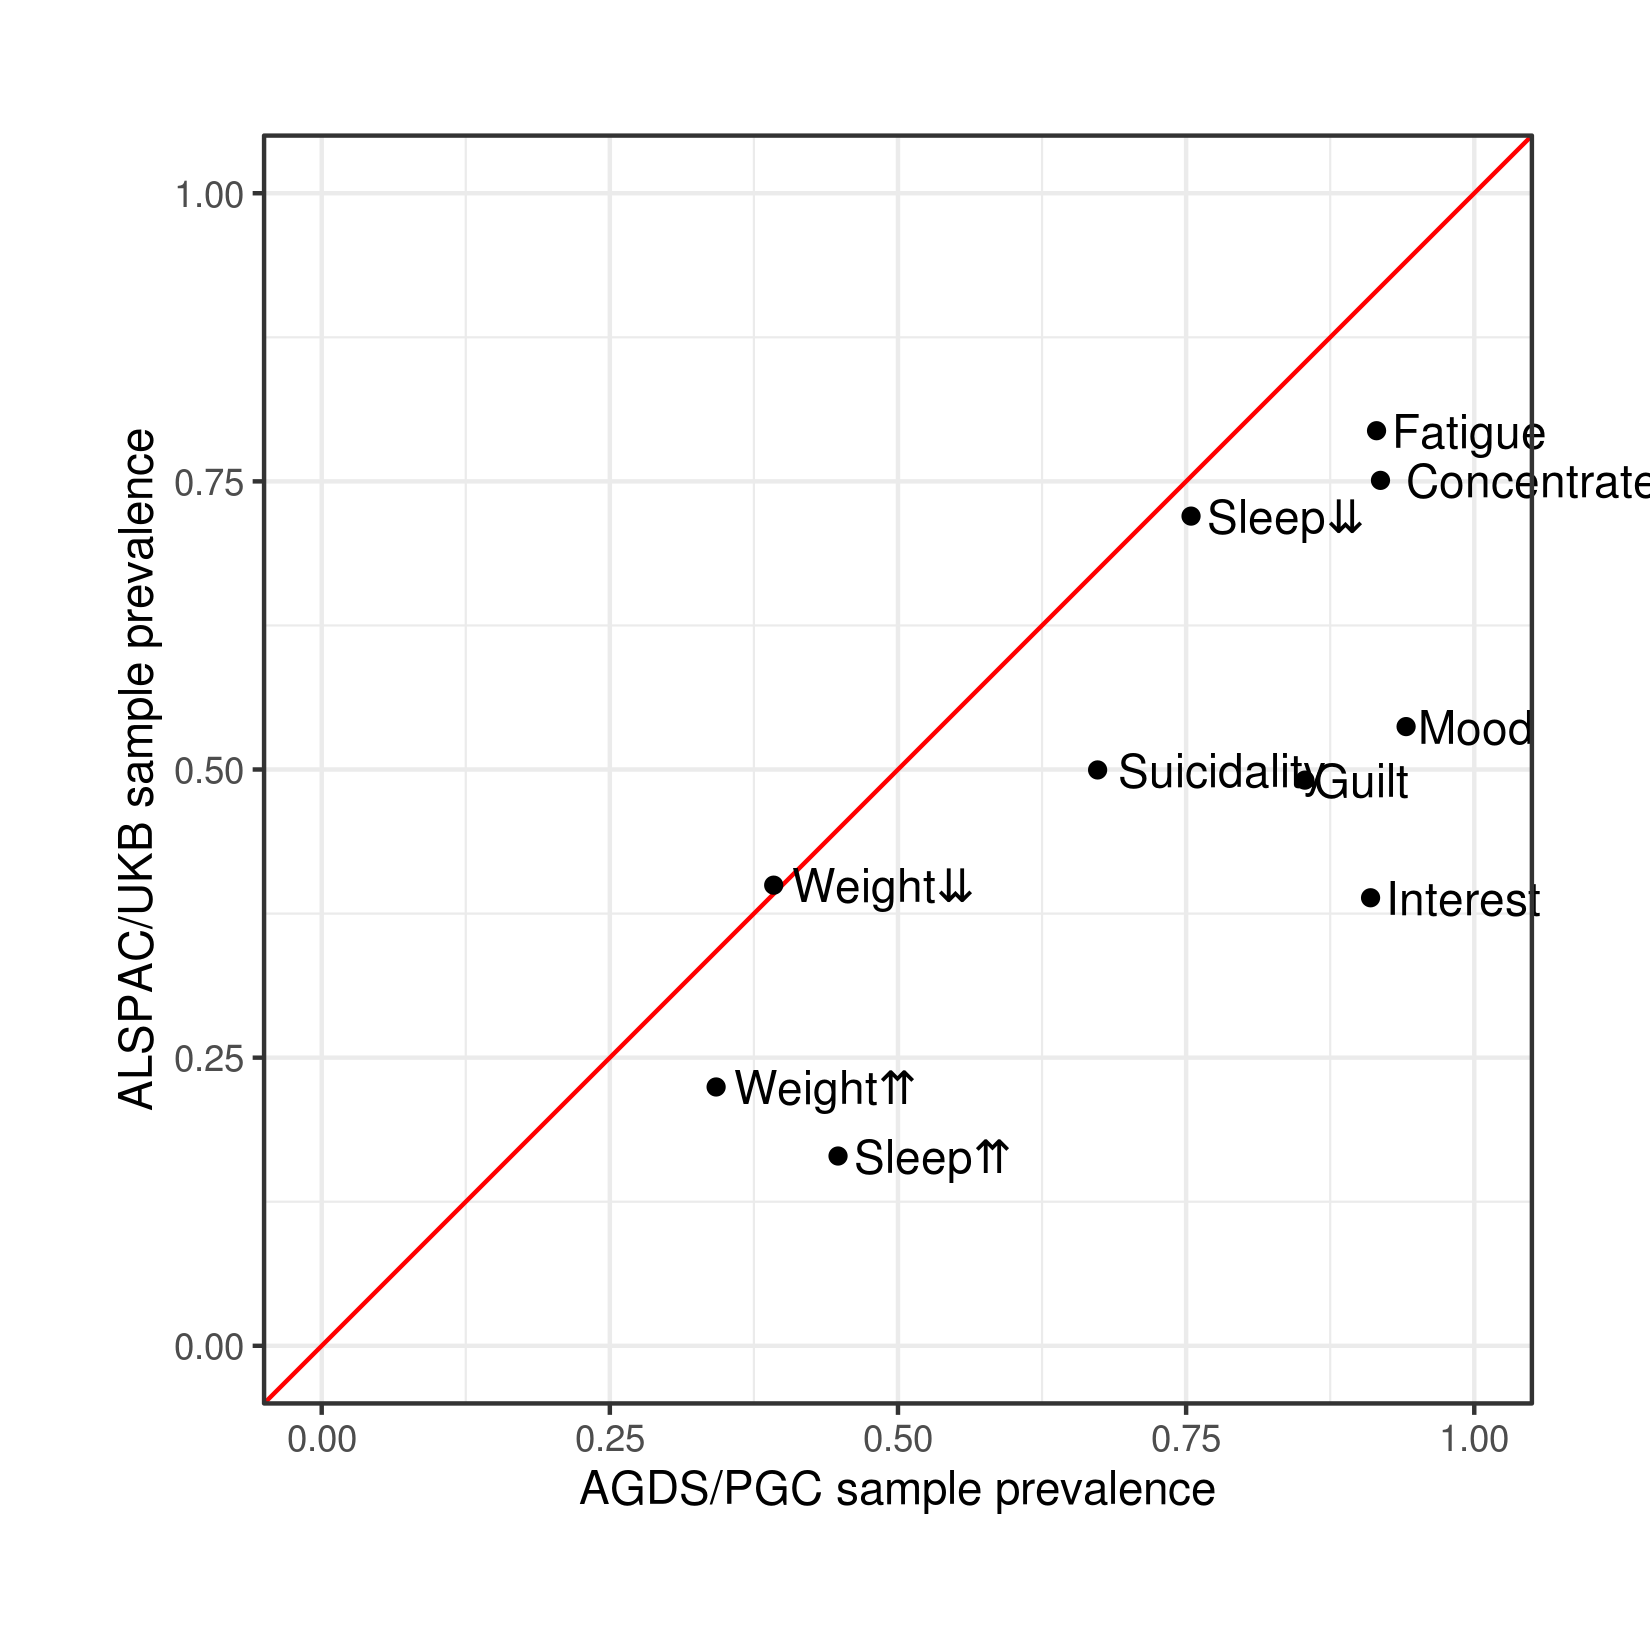 1.00
0.75
0.50
0.25
0.00
ALSPAC/UKB sample prevalence
Fatigue
Concentrate
Sleep⇊
Mood
Suicidality
Guilt
Weight⇊
Interest
Weight⇈
Sleep⇈
0.00 0.25 0.50 0.75 1.00
AGDS/PGC sample prevalence